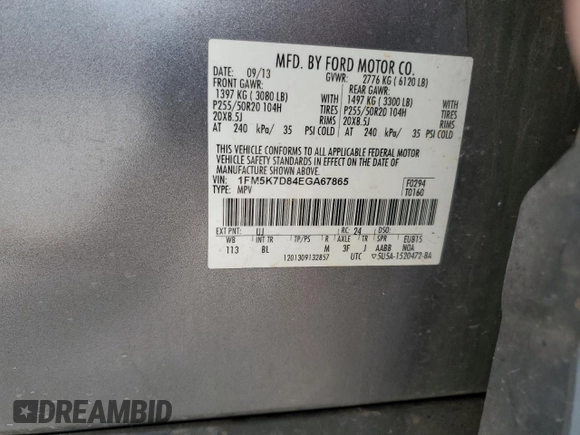 MFD. BY FORD MOTOR CO.
DATE: 09/13 GVWR: 2776 KG ( 6120 LB)
FRONT GAWR: REAR GAWR:
1397 KG ( 3080 LB) WITH 1497 KG ( 3300 LB) WITH
P255/50R20 104H TIRES P255/50R20 104H TIRES
20X8.5J RIMS 20X8.5J RIMS
AT 240 kPa/ 35 PSI COLD AT 240 kPa/ 35 PSI COLD
THIS VEHICLE CONFORMS TO ALL APPLICABLE FEDERAL MOTOR
VEHICLE SAFETY STANDARDS IN EFFECT ON THE DATE OF
MANUFACTURE SHOWN ABOVE.
VIN: 1FM5K7D84EGA67865 F0294
TYPE: MPV T0160
EXT PNT: UJ RC: 24 DSO:
WB INT TR TP/PS R AXLE TR SPR EUBTS
113 BL M 3F J AABB NOA
1201309132857 UTC ▽5U5A-1520472-BA
DREAMBID